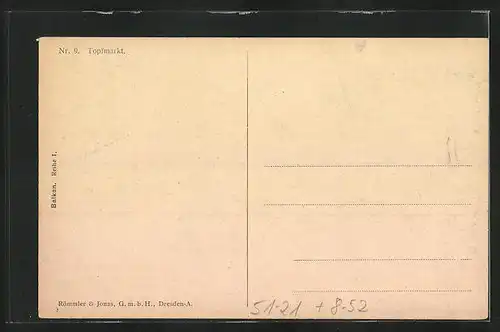 Nr. 9. Topfmarkt.
Balkan. Reihe I.
Römmler & Jonas, G. m. b. H., Dresden-A.
51-21 + 8-52